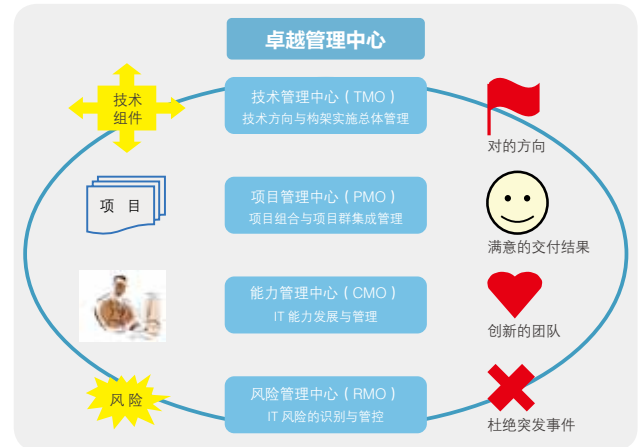 卓越管理中心
技术
组件
技术管理中心（TMO）
技术方向与构架实施总体管理
对的方向
项 目
项目管理中心（PMO）
项目组合与项目群集成管理
满意的交付结果
能力管理中心（CMO）
IT 能力发展与管理
创新的团队
风险
风险管理中心（RMO）
IT 风险的识别与管控
杜绝突发事件